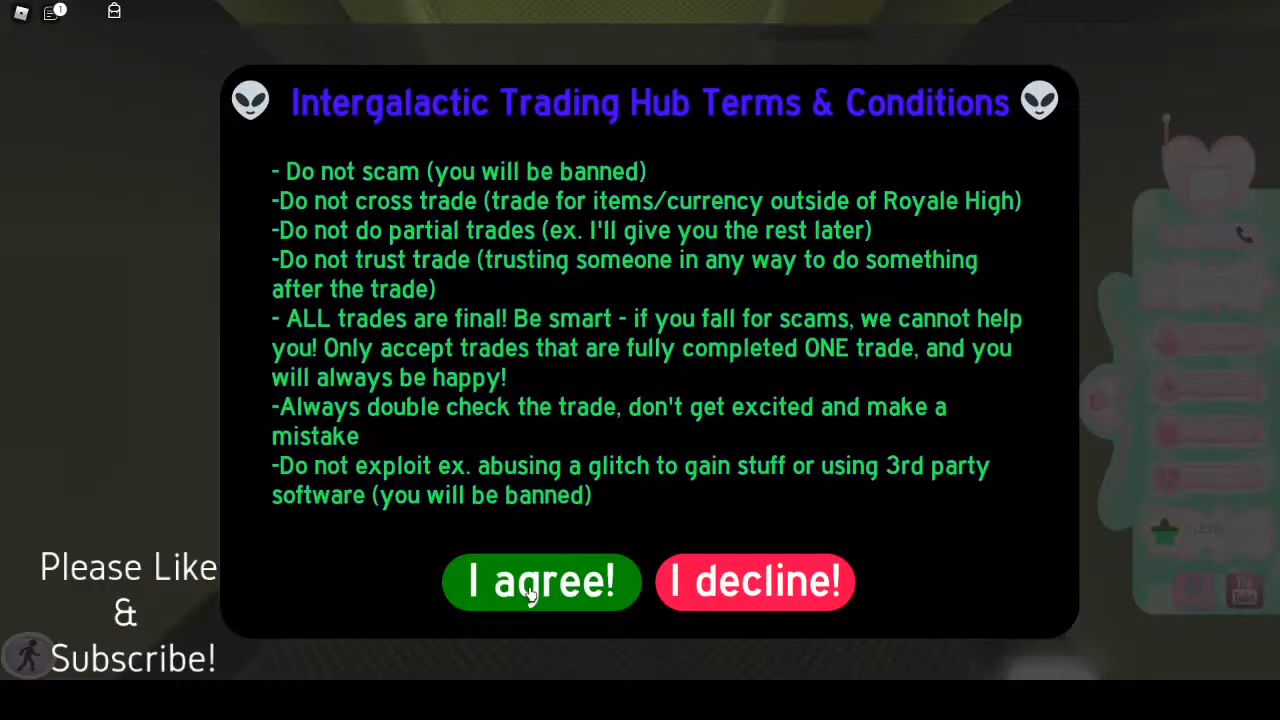 1
Intergalactic Trading Hub Terms & Conditions
- Do not scam (you will be banned)
-Do not cross trade (trade for items/currency outside of Royale High)
-Do not do partial trades (ex. I'll give you the rest later)
-Do not trust trade (trusting someone in any way to do something
after the trade)
- ALL trades are final! Be smart - if you fall for scams, we cannot help
you! Only accept trades that are fully completed ONE trade, and you
will always be happy!
-Always double check the trade, don't get excited and make a
mistake
-Do not exploit ex. abusing a glitch to gain stuff or using 3rd party
software (you will be banned)
I agree!
I decline!
Please Like
&
Subscribe!
You
Tube